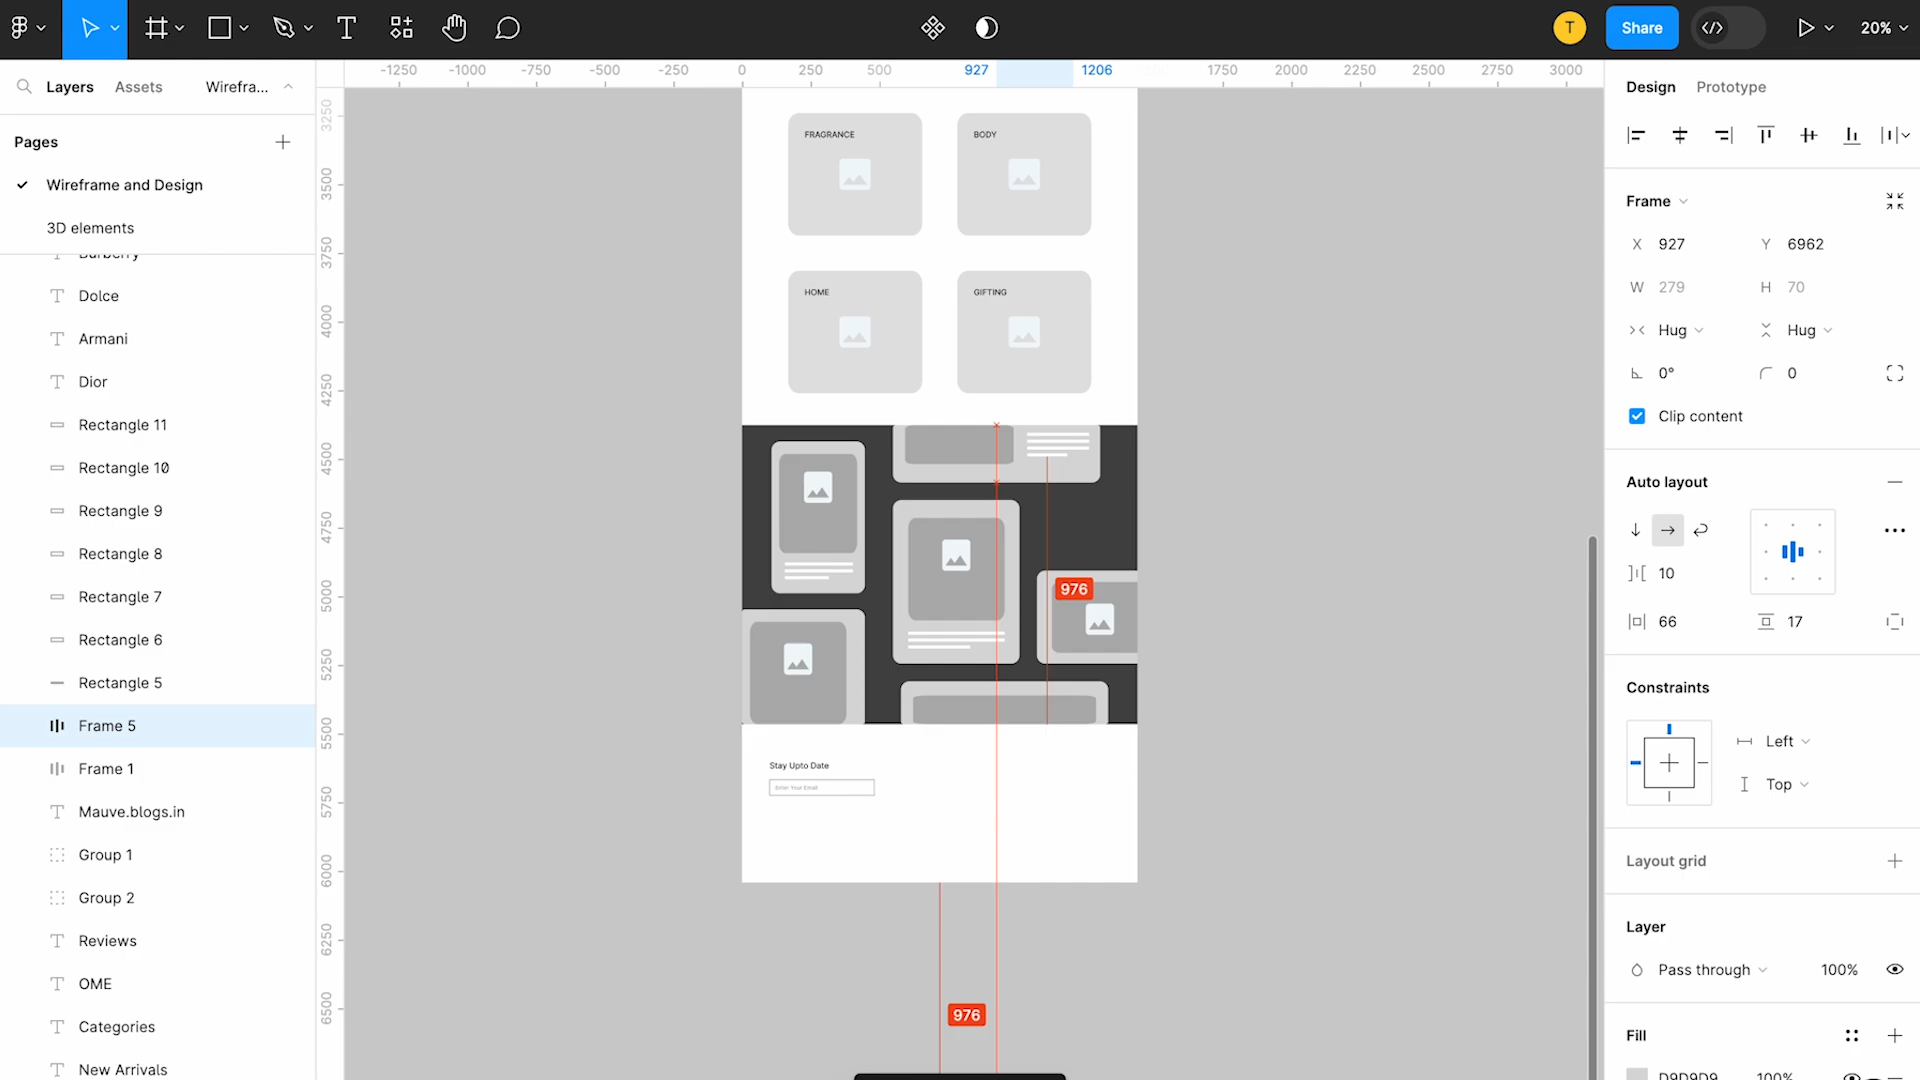 T
Share
20%
Layers
Assets
Wirefra...
Pages
Wireframe and Design
3D elements
Burberry
Dolce
Armani
Dior
Rectangle 11
Rectangle 10
Rectangle 9
Rectangle 8
Rectangle 7
Rectangle 6
Rectangle 5
Frame 5
Frame 1
Mauve.blogs.in
Group 1
Group 2
Reviews
OME
Categories
New Arrivals
-1250 -1000 -750 -500 -250 0 250 500 927 1206 1750 2000 2250 2500 2750 3000
3250
3500
3750
4000
4250
4500
4750
5000
5250
5500
5750
6000
6250
6500
FRAGRANCE
BODY
HOME
GIFTING
976
Stay Upto Date
Enter Your Email
976
Design
Prototype
Frame
X 927
Y 6962
W 279
H 70
Hug
Hug
0°
0
Clip content
Auto layout
10
66
17
Constraints
Left
Top
Layout grid
Layer
Pass through
100%
Fill
D9D9D9
100%